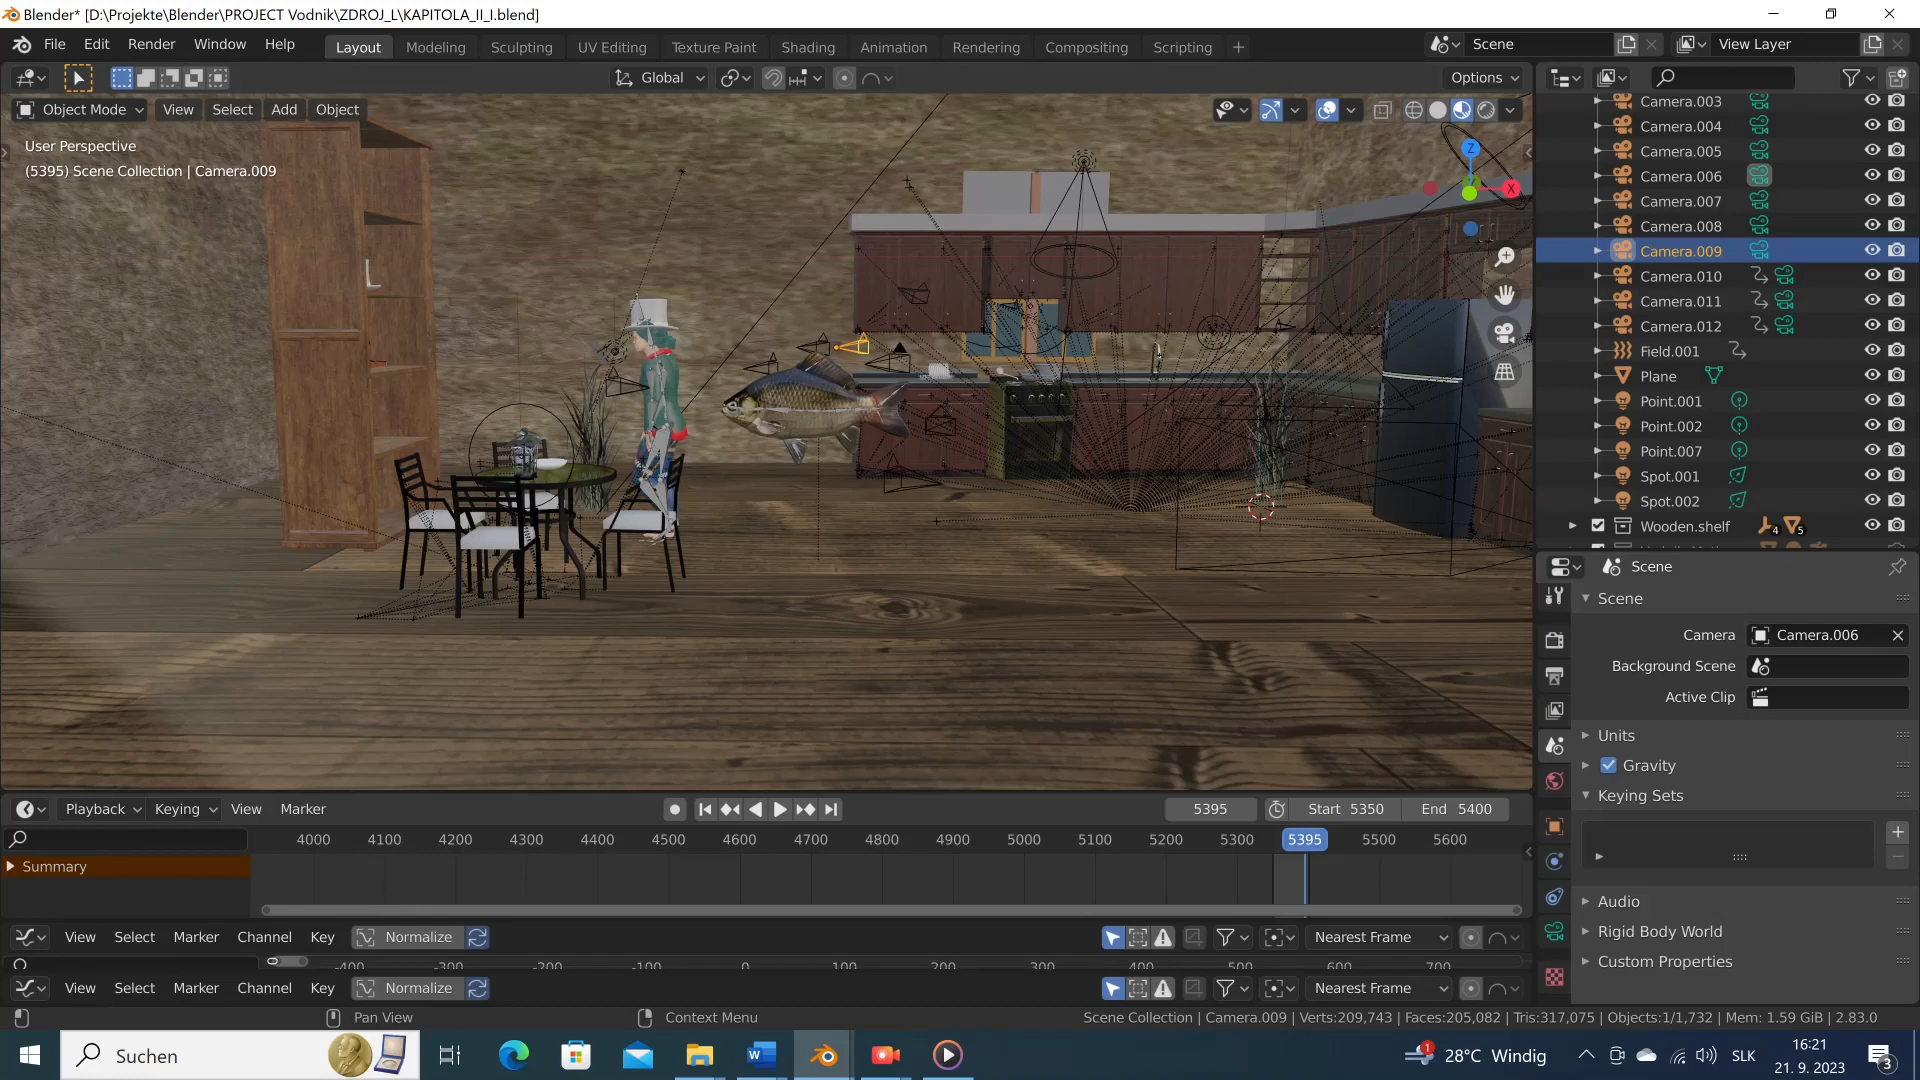 Blender* [D:\Projekte\Blender\PROJECT Vodnik\ZDROJ_L\KAPITOLA_II_I.blend]
File Edit Render Window Help Layout Modeling Sculpting UV Editing Texture Paint Shading Animation Rendering Compositing Scripting + Scene View Layer
Global Options
Object Mode View Select Add Object
User Perspective
(5395) Scene Collection | Camera.009
Z
X
Camera.003
Camera.004
Camera.005
Camera.006
Camera.007
Camera.008
Camera.009
Camera.010
Camera.011
Camera.012
Field.001
Plane
Point.001
Point.002
Point.007
Spot.001
Spot.002
Wooden.shelf 4 5
Scene
Scene
Camera Camera.006
Background Scene
Active Clip
Units
Gravity
Keying Sets
Audio
Rigid Body World
Custom Properties
Playback Keying View Marker 5395 Start 5350 End 5400
4000 4100 4200 4300 4400 4500 4600 4700 4800 4900 5000 5100 5200 5300 5395 5500 5600
Summary
View Select Marker Channel Key Normalize Nearest Frame
-400 -300 -200 -100 0 100 200 300 400 500 600 700
View Select Marker Channel Key Normalize Nearest Frame
Pan View Context Menu Scene Collection | Camera.009 | Verts:209,743 | Faces:205,082 | Tris:317,075 | Objects:1/1,732 | Mem: 1.59 GiB | 2.83.0
Suchen W 1 28°C Windig SLK 16:21
21. 9. 2023 3